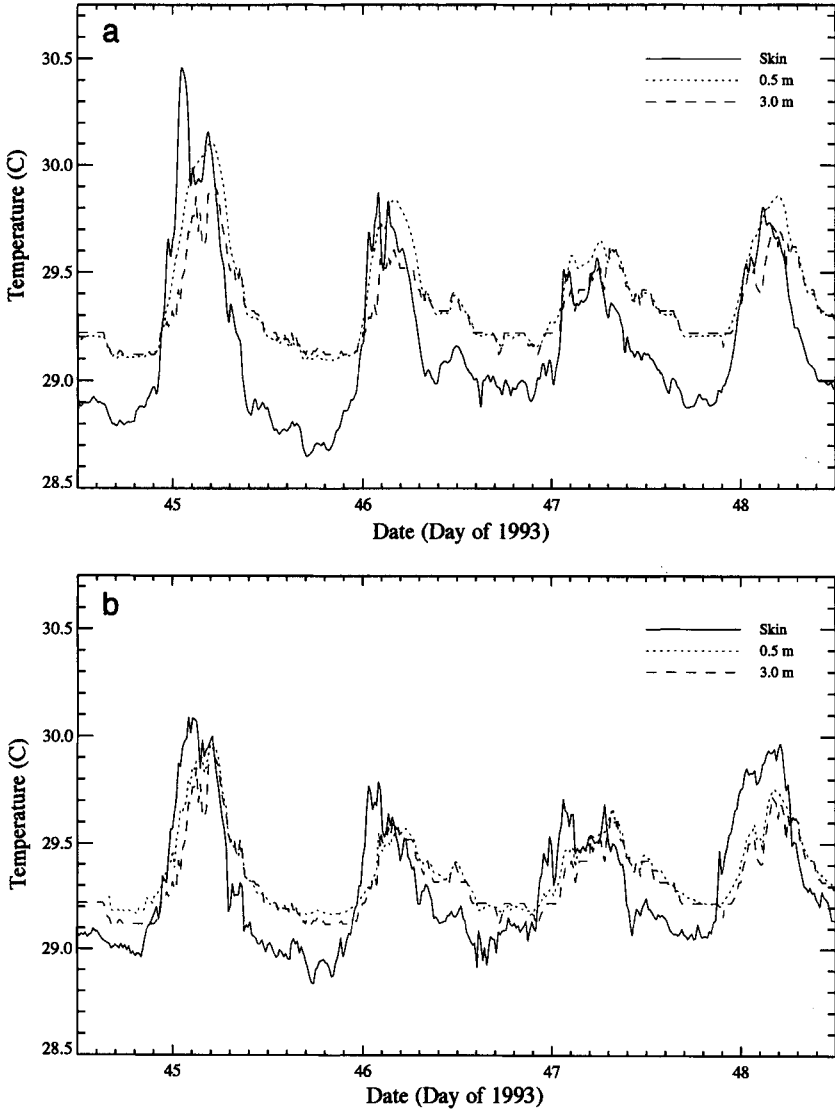 a
Skin
0.5 m
3.0 m
30.5
30.0
29.5
29.0
28.5
Temperature (C)
45
46
47
48
Date (Day of 1993)
b
Skin
0.5 m
3.0 m
30.5
30.0
29.5
29.0
28.5
Temperature (C)
45
46
47
48
Date (Day of 1993)